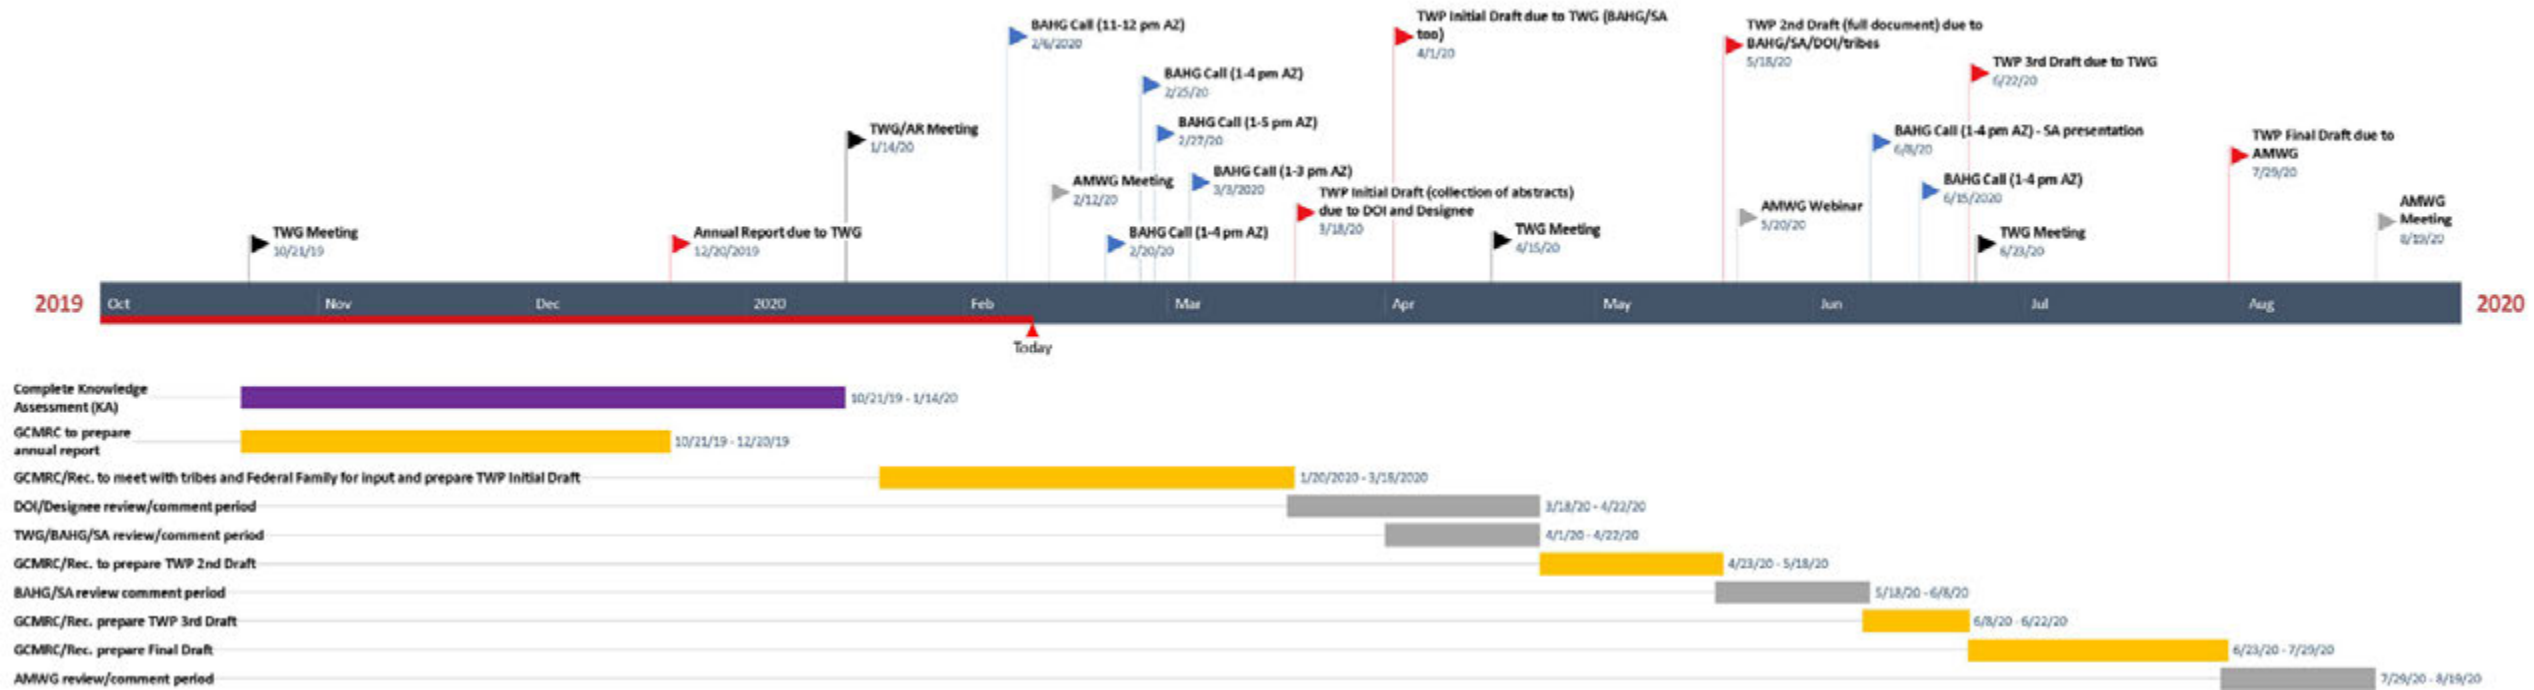 BAHG Call (11-12 pm AZ)
2/6/2020
TWP Initial Draft due to TWG (BAHG/SA
too)
4/1/20
TWP 2nd Draft (full document) due to
BAHG/SA/DOI/tribes
5/18/20
TWP 3rd Draft due to TWG
6/22/20
BAHG Call (1-4 pm AZ)
2/25/20
TWG/AR Meeting
1/14/20
BAHG Call (1-5 pm AZ)
2/27/20
BAHG Call (1-4 pm AZ) - SA presentation
6/8/20
TWP Final Draft due to
AMWG
7/29/20
AMWG Meeting
2/12/20
BAHG Call (1-3 pm AZ)
3/3/2020
TWP Initial Draft (collection of abstracts)
due to DOI and Designee
3/18/20
BAHG Call (1-4 pm AZ)
6/15/2020
AMWG Webinar
5/20/20
AMWG
Meeting
8/19/20
TWG Meeting
10/21/19
Annual Report due to TWG
12/20/2019
BAHG Call (1-4 pm AZ)
2/20/20
TWG Meeting
4/15/20
TWG Meeting
6/23/20
2019 Oct Nov Dec 2020 Feb Mar Apr May Jun Jul Aug 2020
Today
Complete Knowledge
Assessment (KA)
10/21/19 - 1/14/20
GCMRC to prepare
annual report
10/21/19 - 12/20/19
GCMRC/Rec. to meet with tribes and Federal Family for input and prepare TWP Initial Draft 1/20/2020 - 3/18/2020
DOI/Designee review/comment period 3/18/20 - 4/22/20
TWG/BAHG/SA review/comment period 4/1/20 - 4/22/20
GCMRC/Rec. to prepare TWP 2nd Draft 4/23/20 - 5/18/20
BAHG/SA review comment period 5/18/20 - 6/8/20
GCMRC/Rec. prepare TWP 3rd Draft 6/8/20 - 6/22/20
GCMRC/Rec. prepare Final Draft 6/23/20 - 7/29/20
AMWG review/comment period 7/29/20 - 8/19/20